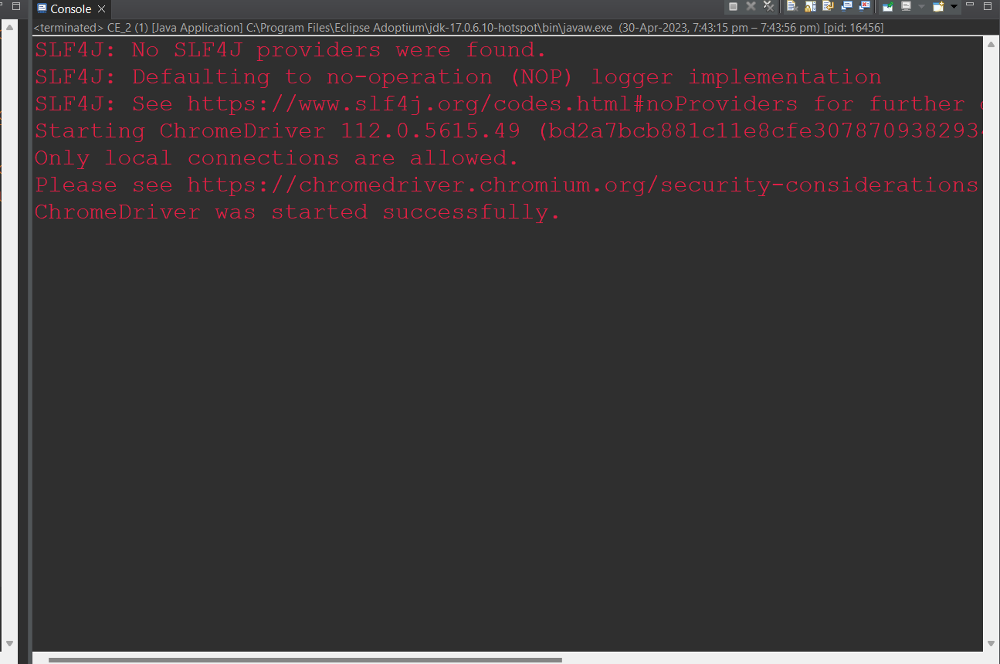 Console
<terminated> CE_2 (1) [Java Application] C:\Program Files\Eclipse Adoptium\jdk-17.0.6.10-hotspot\bin\javaw.exe (30-Apr-2023, 7:43:15 pm – 7:43:56 pm) [pid: 16456]
SLF4J: No SLF4J providers were found.
SLF4J: Defaulting to no-operation (NOP) logger implementation
SLF4J: See https://www.slf4j.org/codes.html#noProviders for further
Starting ChromeDriver 112.0.5615.49 (bd2a7bcb881c11e8cfe307870938293
Only local connections are allowed.
Please see https://chromedriver.chromium.org/security-considerations
ChromeDriver was started successfully.